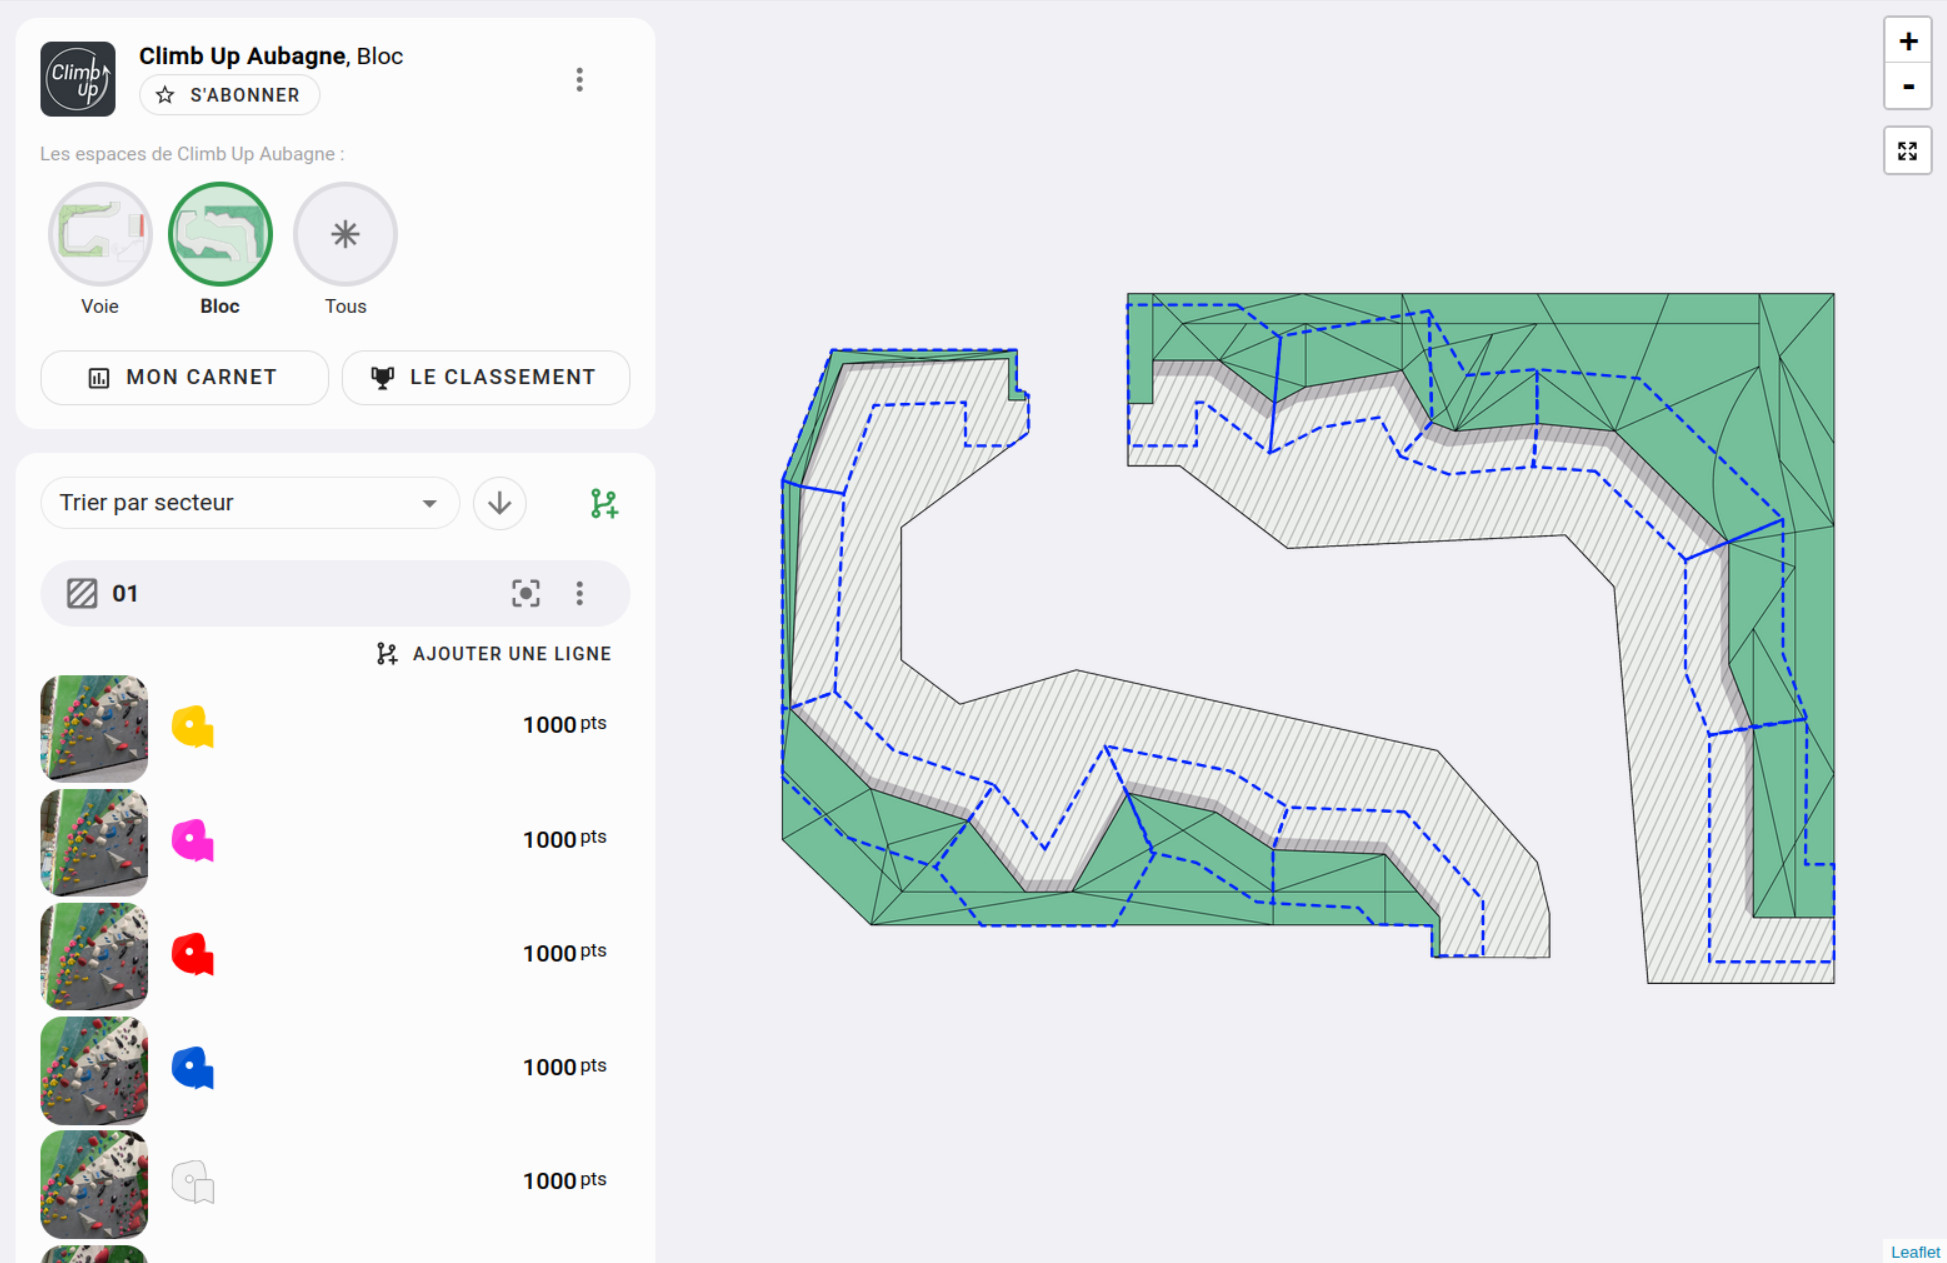 Climb Up
Climb Up Aubagne, Bloc
S'ABONNER
Les espaces de Climb Up Aubagne :
Voie
Bloc
Tous
MON CARNET
LE CLASSEMENT
Trier par secteur
01
AJOUTER UNE LIGNE
1000 pts
1000 pts
1000 pts
1000 pts
1000 pts
+
-
Leaflet